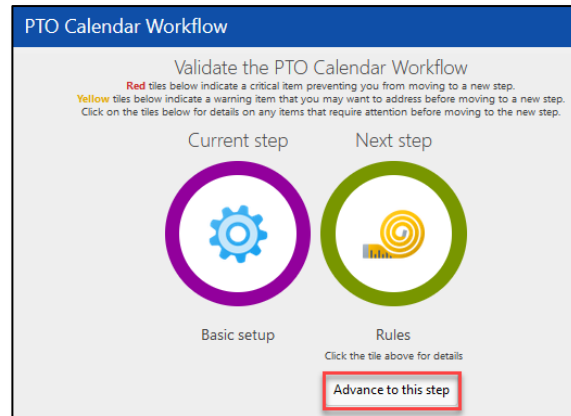 PTO Calendar Workflow
Validate the PTO Calendar Workflow
Red tiles below indicate a critical item preventing you from moving to a new step.
Yellow tiles below indicate a warning item that you may want to address before moving to a new step.
Click on the tiles below for details on any items that require attention before moving to the new step.
Current step
Next step
Basic setup
Rules
Click the tile above for details
Advance to this step